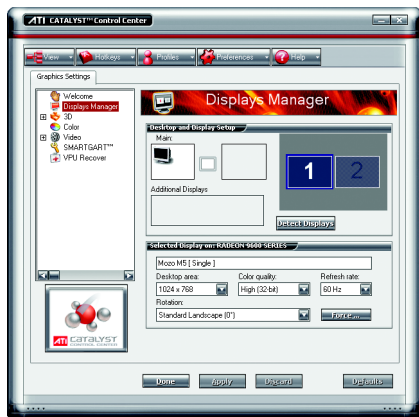 ATI CATALYST™ Control Center
View Hotkeys Profiles Preferences Help
Graphics Settings
Welcome
Displays Manager
3D
Color
Video
SMARTGART™
VPU Recover
ATI CATALYST
CONTROL CENTER
Displays Manager
Desktop and Display Setup
Main:
1 2
Additional Displays
Detect Displays
Selected Display on: RADEON 9600 SERIES
Mozo M5 [ Single ]
Desktop area: Color quality: Refresh rate:
1024 x 768 High (32-bit) 60 Hz
Rotation:
Standard Landscape (0°) Force ...
Done Apply Discard Defaults